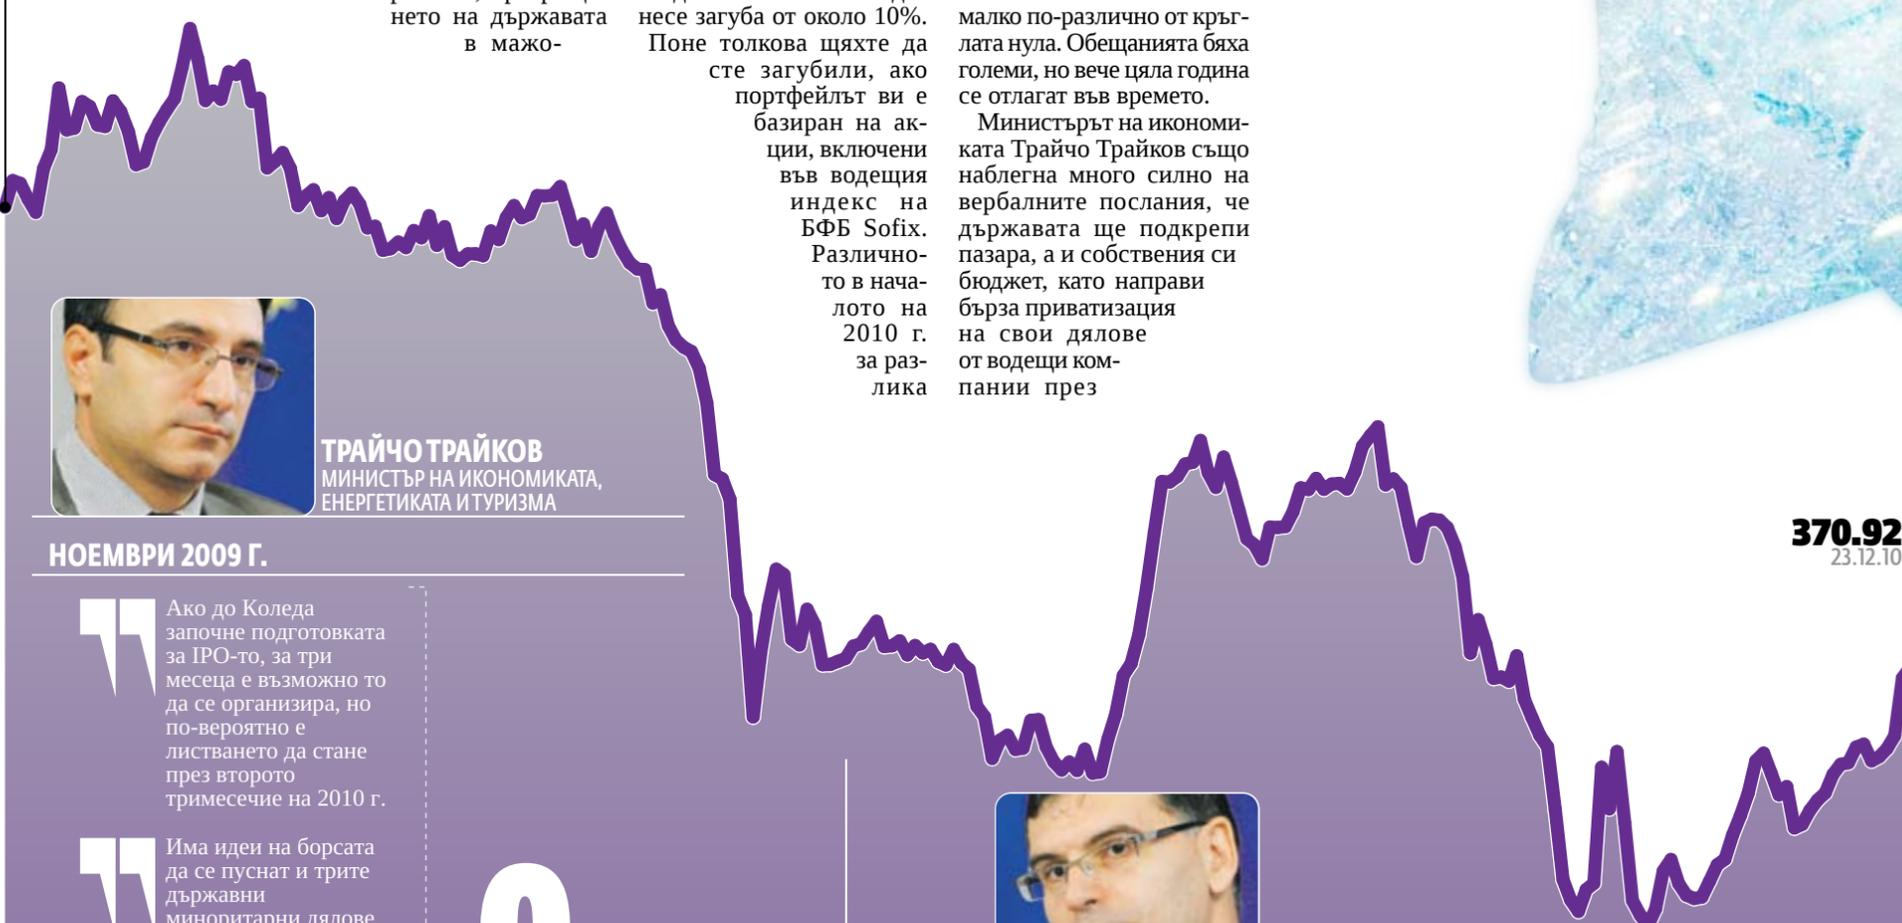 нето на държавата
в мажо-
несе загуба от около 10%.
Поне толкова щяхте да
сте загубили, ако
портфейлът ви е
базиран на ак-
ции, включени
във водещия
индекс на
БФБ Sofix.
Различно-
то в нача-
лото на
2010 г.
за раз-
лика
малко по-различно от кръг-
лата нула. Обещанията бяха
големи, но вече цяла година
се отлагат във времето.
Министърът на икономи-
ката Трайчо Трайков също
наблегна много силно на
вербалните послания, че
държавата ще подкрепи
пазара, а и собствения си
бюджет, като направи
бърза приватизация
на свои дялове
от водещи ком-
пании през
ТРАЙЧО ТРАЙКОВ
МИНИСТЪР НА ИКОНОМИКАТА,
ЕНЕРГЕТИКАТА И ТУРИЗМА
НОЕМВРИ 2009 Г.
Ако до Коледа
започне подготовката
за IPO-то, за три
месеца е възможно то
да се организира, но
по-вероятно е
листването да стане
през второто
тримесечие на 2010 г.
Има идеи на борсата
да се пуснат и трите
държавни
миноритарни дялове
370.92
23.12.10